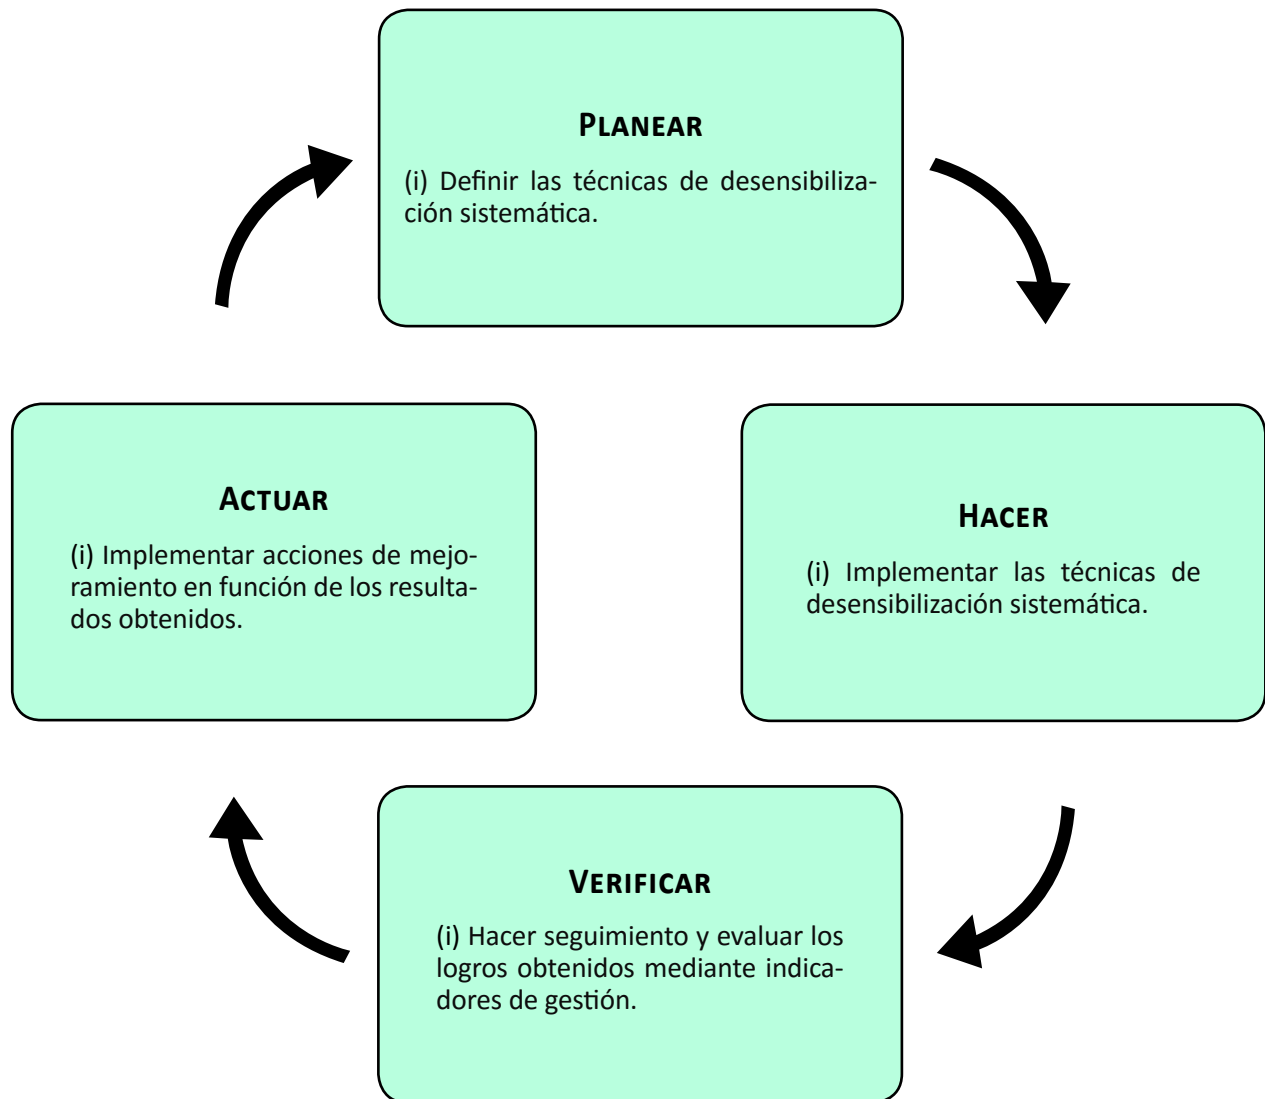 PLANEAR
(i) Definir las técnicas de desensibiliza-
ción sistemática.
ACTUAR
(i) Implementar acciones de mejo-
ramiento en función de los resulta-
dos obtenidos.
HACER
(i) Implementar las técnicas de
desensibilización sistemática.
VERIFICAR
(i) Hacer seguimiento y evaluar los
logros obtenidos mediante indica-
dores de gestión.